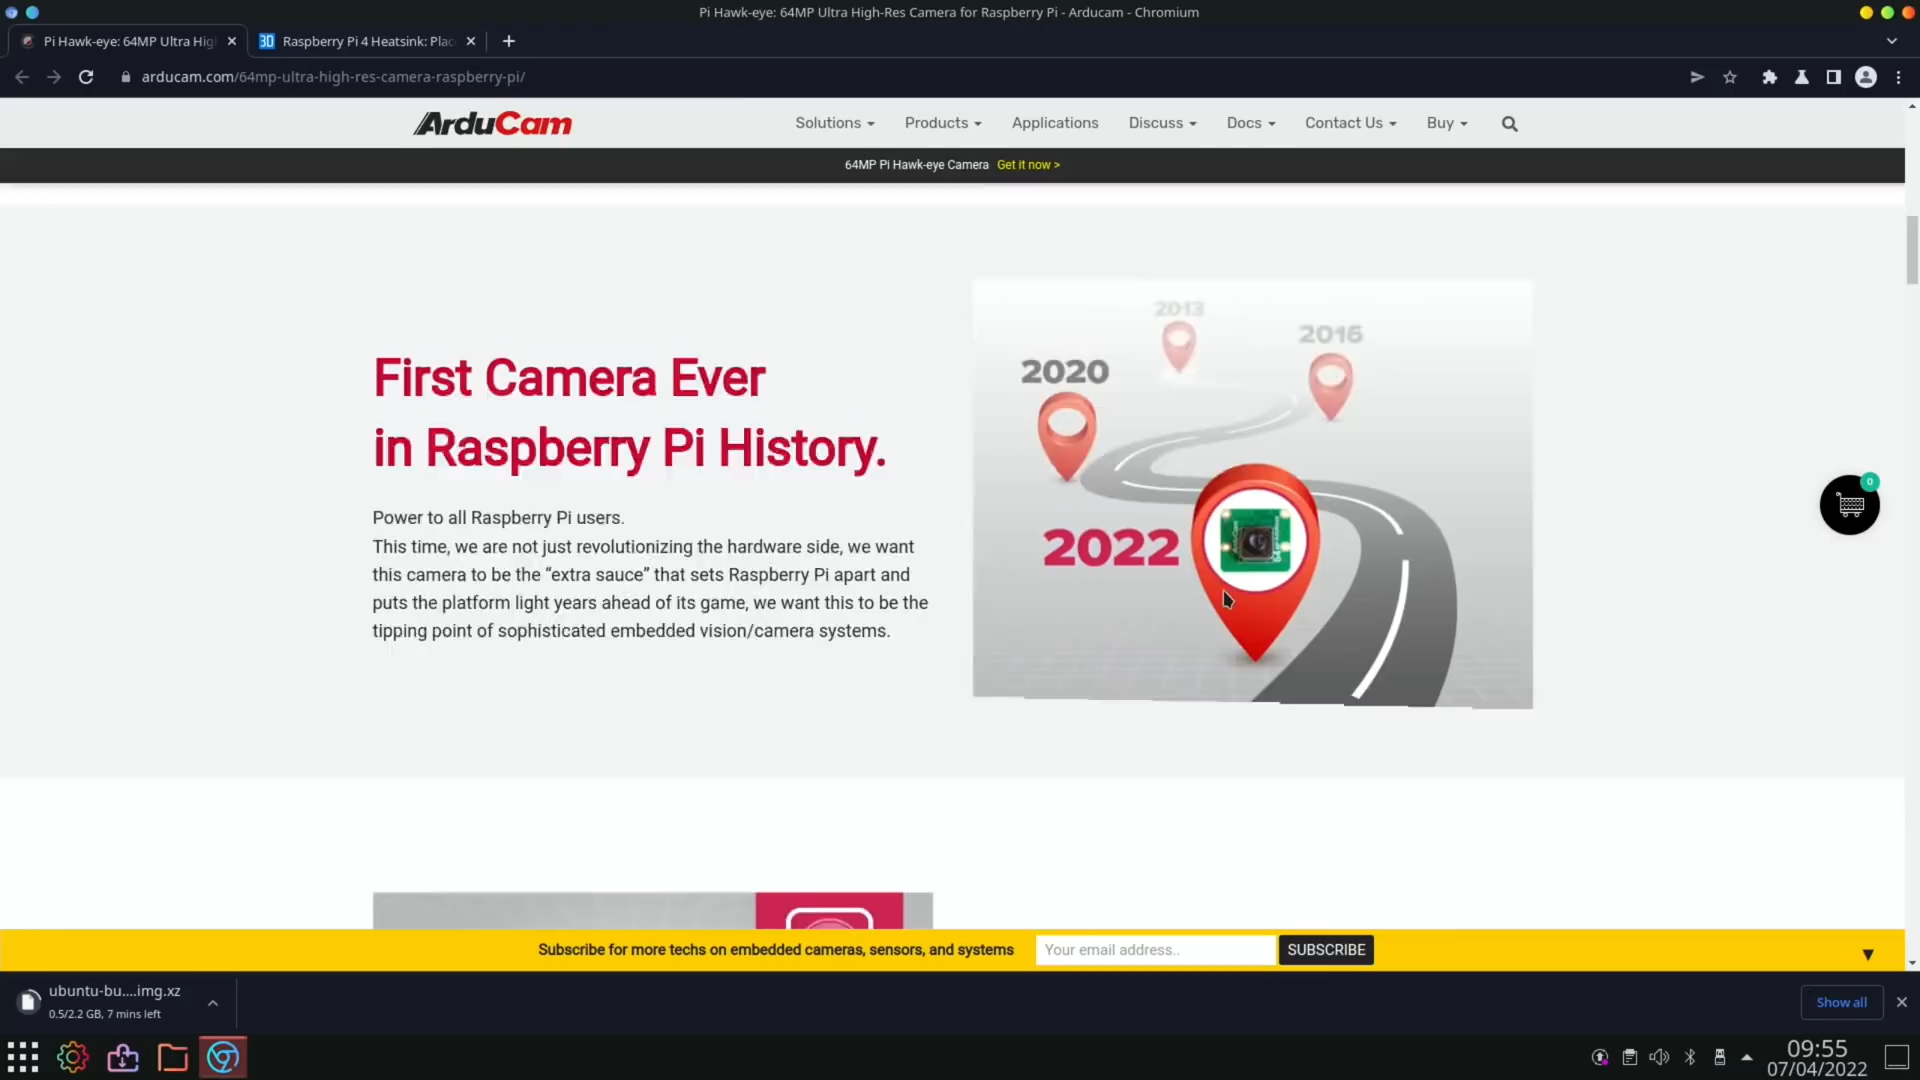 Pi Hawk-eye: 64MP Ultra High-Res Camera for Raspberry Pi - Arducam - Chromium
Pi Hawk-eye: 64MP Ultra Hig
3D Raspberry Pi 4 Heatsink: Plac
arducam.com/64mp-ultra-high-res-camera-raspberry-pi/
ArduCam
Solutions
Products
Applications
Discuss
Docs
Contact Us
Buy
64MP Pi Hawk-eye Camera Get it now >
First Camera Ever
in Raspberry Pi History.
Power to all Raspberry Pi users.
This time, we are not just revolutionizing the hardware side, we want
this camera to be the “extra sauce” that sets Raspberry Pi apart and
puts the platform light years ahead of its game, we want this to be the
tipping point of sophisticated embedded vision/camera systems.
2013
2016
2020
2022
0
Subscribe for more techs on embedded cameras, sensors, and systems
Your email address..
SUBSCRIBE
ubuntu-bu....img.xz
0.5/2.2 GB, 7 mins left
Show all
09:55
07/04/2022